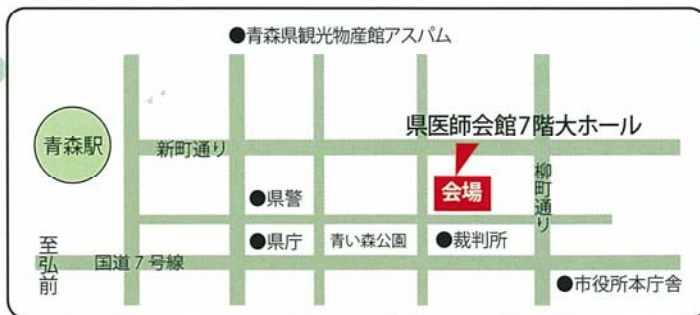 ●青森県観光物産館アスパム
県医師会館7階大ホール
青森駅
新町通り
会場
柳町通り
●県警
●県庁
青い森公園
●裁判所
至弘前
国道7号線
●市役所本庁舎